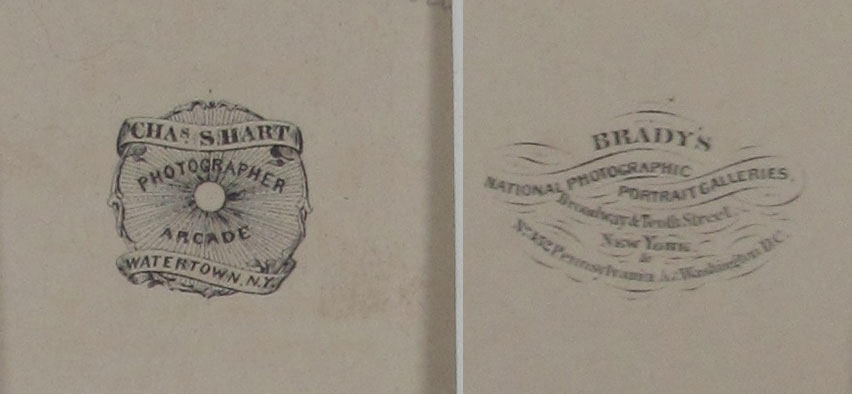 CHAS. S. HART
PHOTOGRAPHER
ARCADE
WATERTOWN, N.Y.
BRADY'S
NATIONAL PHOTOGRAPHIC
PORTRAIT GALLERIES,
Broadway & Tenth Street
NEW YORK
&
No. 352 Pennsylvania Av. Washington D.C.